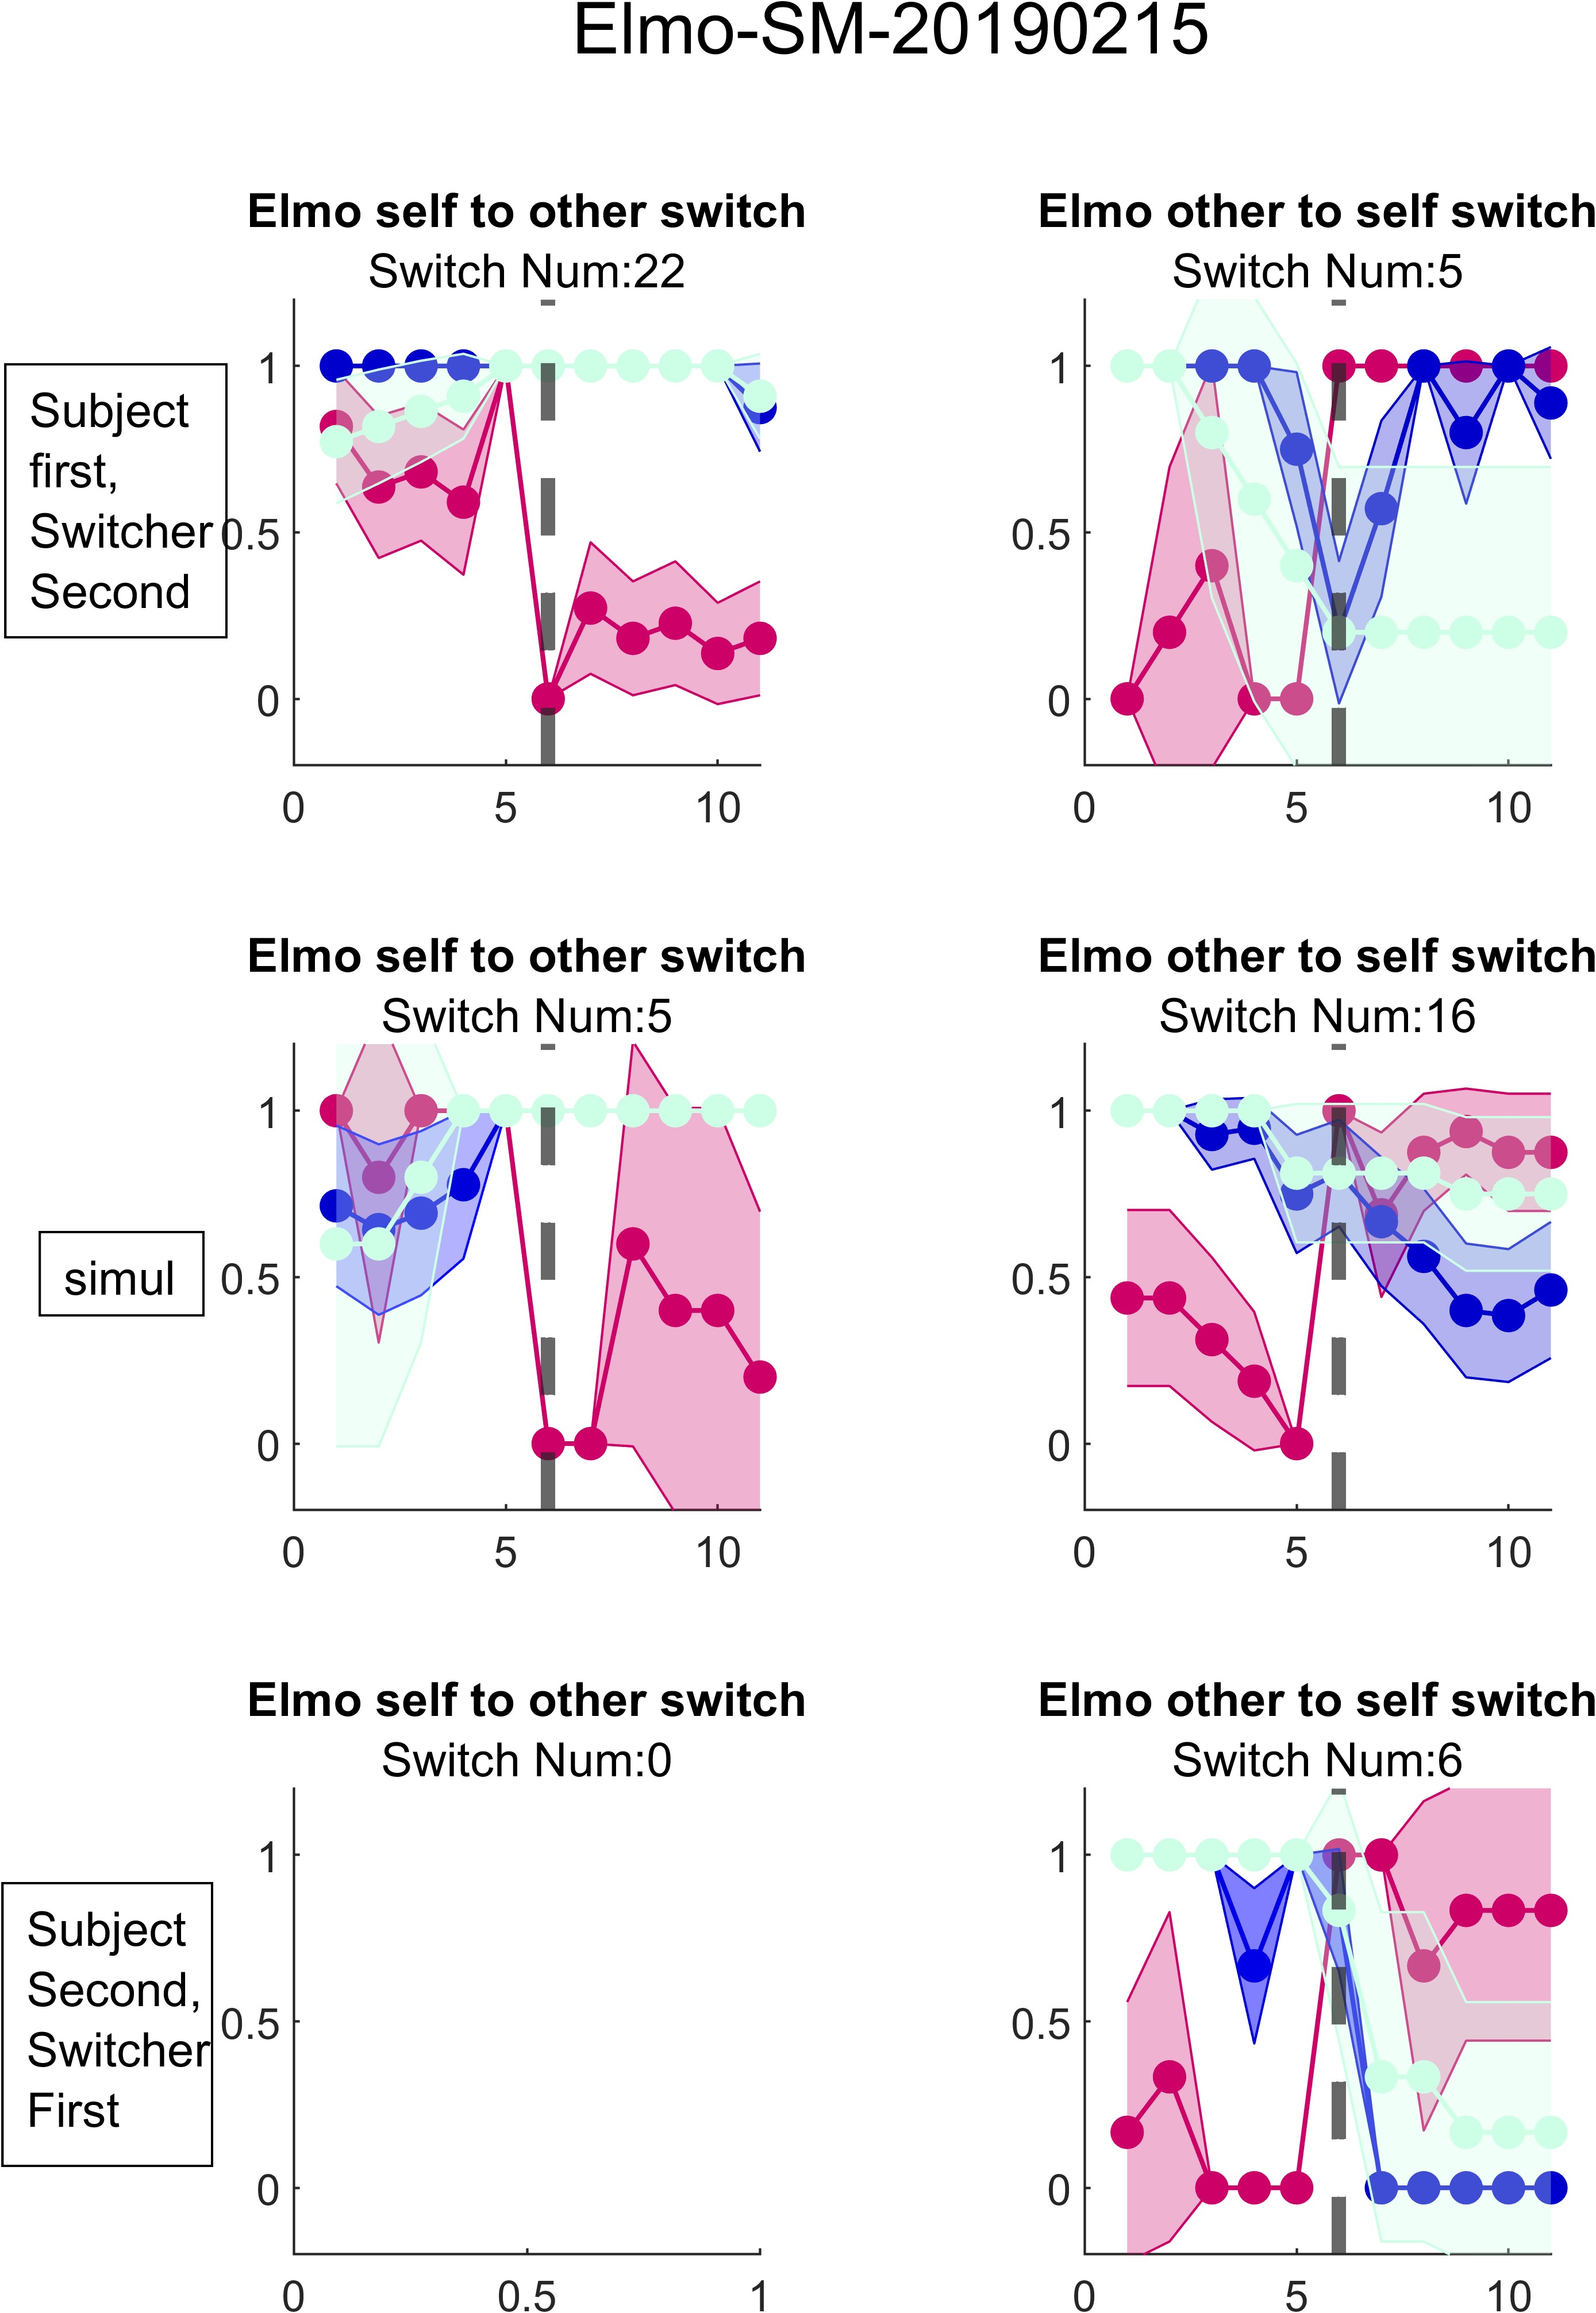 Elmo-SM-20190215
Elmo self to other switch
Switch Num:22
Elmo other to self switch
Switch Num:5
Subject
first,
Switcher
Second
1
0.5
0
0 5 10
1
0.5
0
0 5 10
Elmo self to other switch
Switch Num:5
Elmo other to self switch
Switch Num:16
simul
1
0.5
0
0 5 10
1
0.5
0
0 5 10
Elmo self to other switch
Switch Num:0
Elmo other to self switch
Switch Num:6
Subject
Second,
Switcher
First
1
0.5
0
0 0.5 1
1
0.5
0
0 5 10